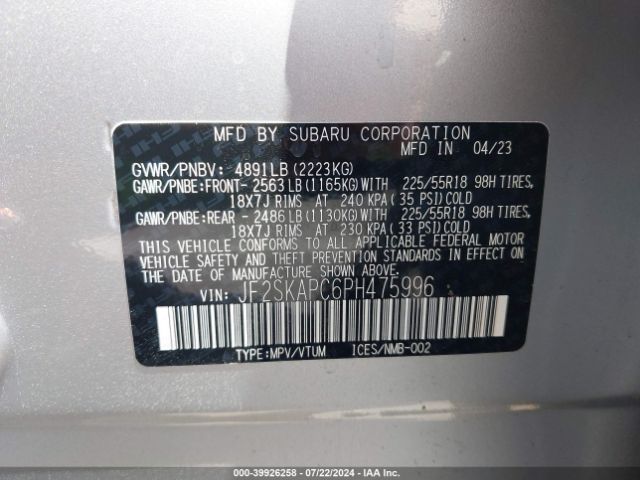 MFD BY SUBARU CORPORATION
MFD IN 04/23
GVWR/PNBV: 4891LB (2223KG)
GAWR/PNBE:FRONT- 2563 LB (1165KG) WITH 225/55R18 98H TIRES,
18X7J RIMS AT 240 KPA ( 35 PSI) COLD
GAWR/PNBE:REAR - 2486 LB (1130KG) WITH 225/55R18 98H TIRES,
18X7J RIMS AT 230 KPA ( 33 PSI) COLD
THIS VEHICLE CONFORMS TO ALL APPLICABLE FEDERAL MOTOR
VEHICLE SAFETY AND THEFT PREVENTION STANDARDS IN EFFECT ON
THE DATE OF MANUFACTURE SHOWN ABOVE.
VIN: JF2SKAPC6PH475996
TYPE:MPV/VTUM ICES/NMB-002
000-39926258 - 07/22/2024 - IAA Inc.